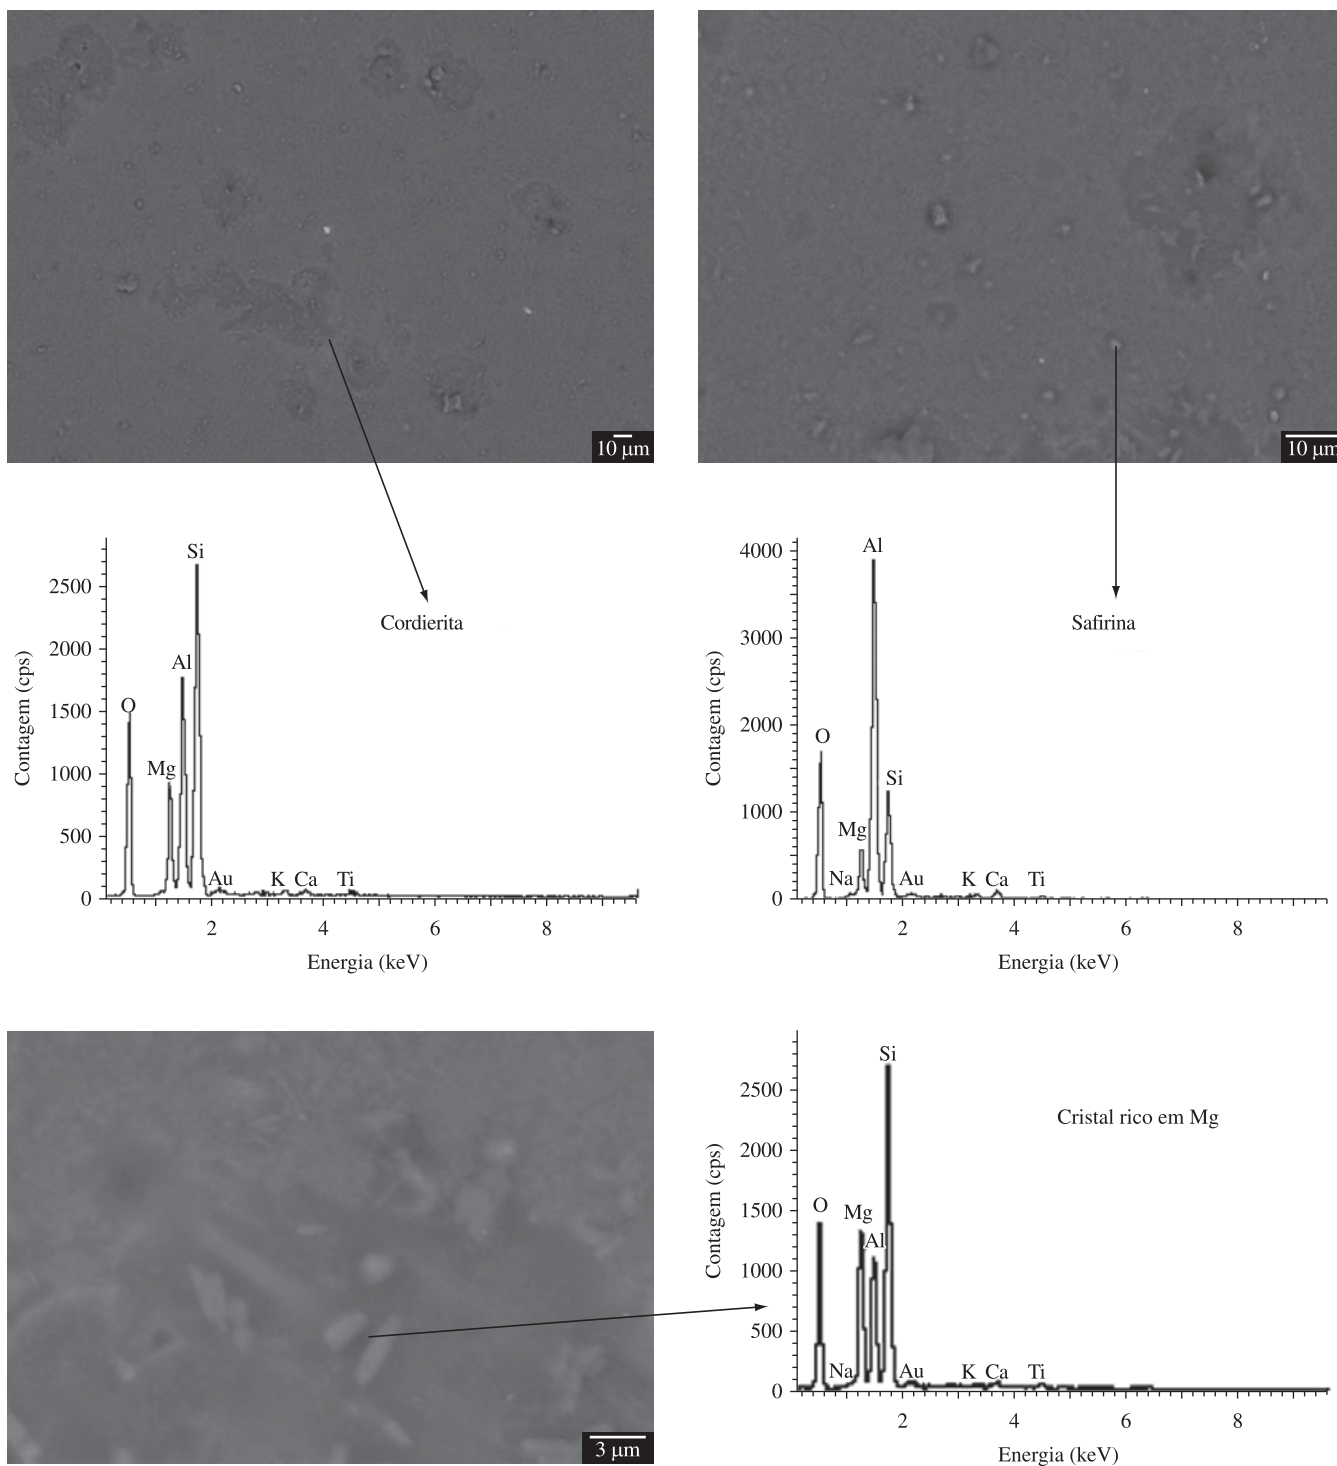 10 μm
10 μm
Si
2500
2000
1500
1000
500
0
Al
O
Mg
Au
K
Ca
Ti
Cordierita
Contagem (cps)
2
4
6
8
Energia (keV)
Al
4000
3000
2000
1000
0
O
Si
Mg
Na
Au
K
Ca
Ti
Safirina
Contagem (cps)
2
4
6
8
Energia (keV)
3 μm
Si
2500
2000
1500
1000
500
0
Cristal rico em Mg
O
Mg
Al
Na
Au
K
Ca
Ti
Contagem (cps)
2
4
6
8
Energia (keV)